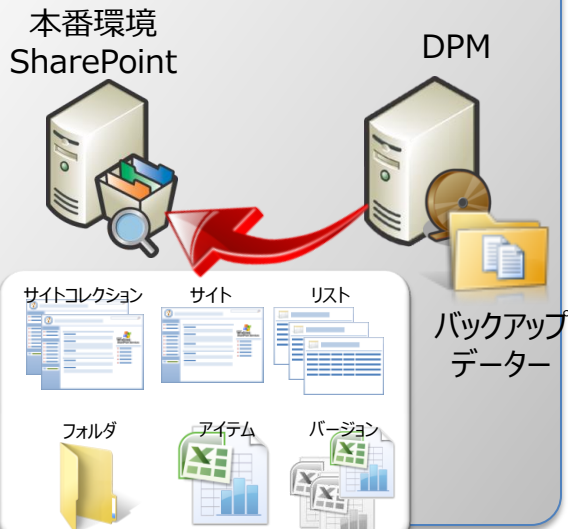 本番環境
SharePoint
DPM
サイトコレクション
サイト
リスト
バックアップ
データー
フォルダ
アイテム
バージョン